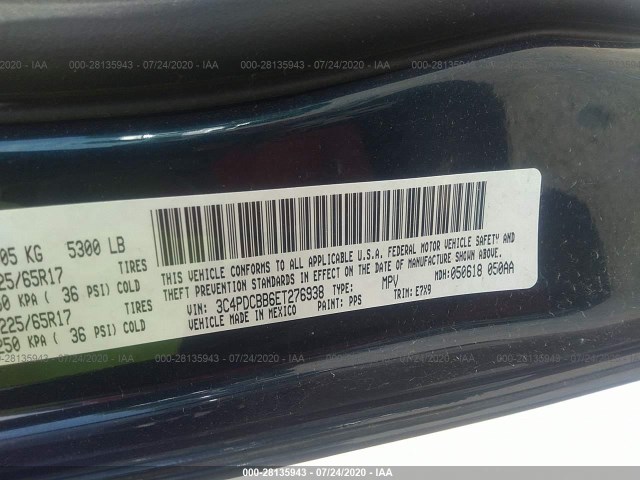 000-28135943 - 07/24/2020 - IAA
05 KG 5300 LB
25/65R17 TIRES
50 KPA ( 36 PSI) COLD
225/65R17 TIRES
250 KPA ( 36 PSI) COLD
THIS VEHICLE CONFORMS TO ALL APPLICABLE U.S.A. FEDERAL MOTOR VEHICLE SAFETY AND
THEFT PREVENTION STANDARDS IN EFFECT ON THE DATE OF MANUFACTURE SHOWN ABOVE.
VIN: 3C4PDCBB6ET276938 TYPE: MPV MDH:050618 050AA
VEHICLE MADE IN MEXICO PAINT: PPS TRIM: E7X9
000-28135943 - 07/24/2020 - IAA